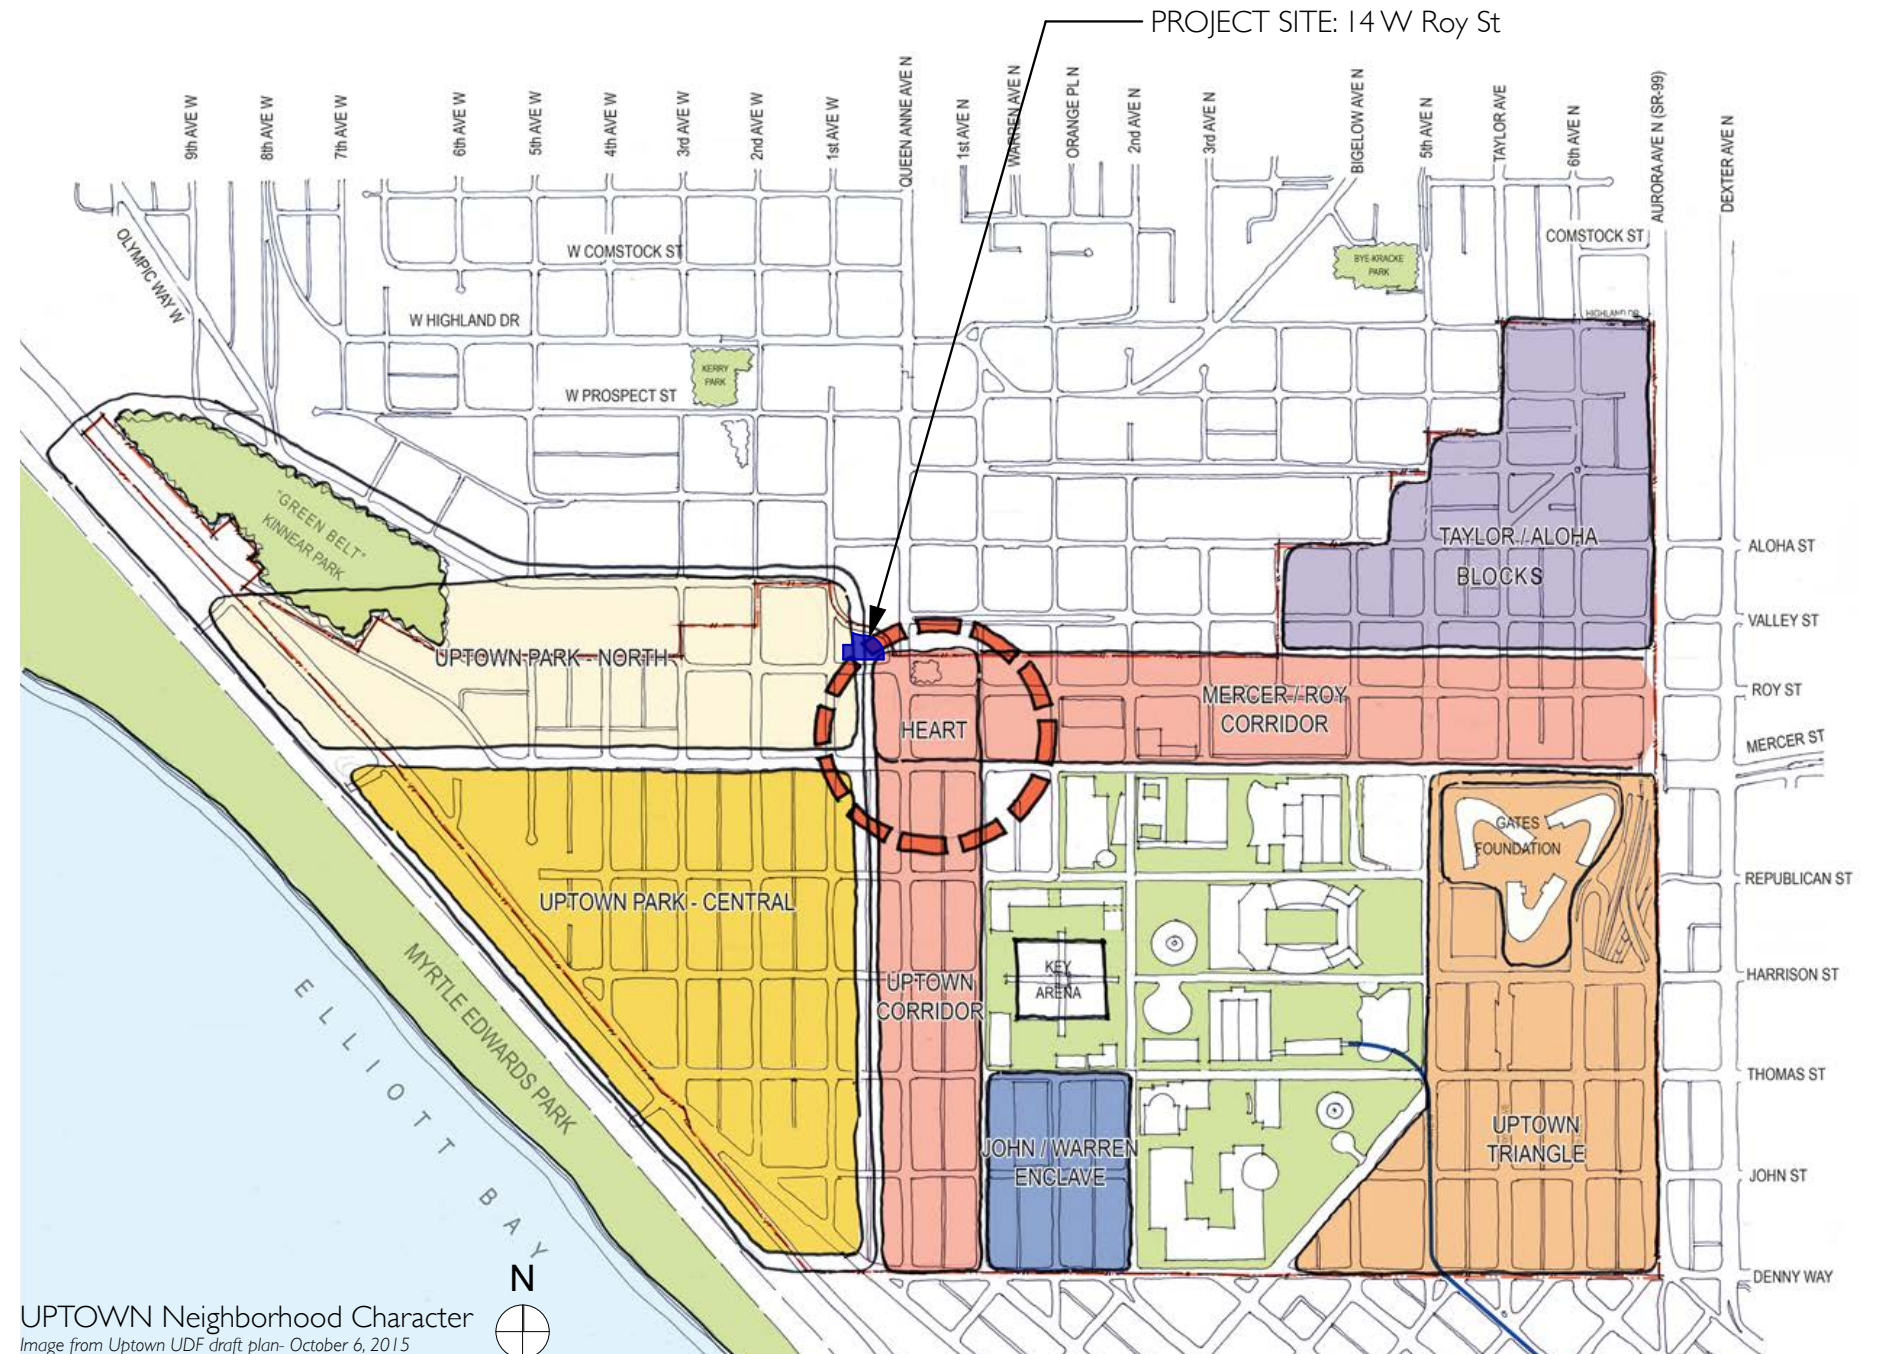 PROJECT SITE: 14 W Roy St
9th AVE W
8th AVE W
7th AVE W
6th AVE W
5th AVE W
4th AVE W
3rd AVE W
2nd AVE W
1st AVE W
QUEEN ANNE AVE N
1st AVE N
WARREN AVE N
ORANGE PL N
2nd AVE N
3rd AVE N
BIGELOW AVE N
5th AVE N
TAYLOR AVE
6th AVE N
AURORA AVE N (SR-99)
DEXTER AVE N
OLYMPIC WAY W
W COMSTOCK ST
COMSTOCK ST
BYE-KRACKE
PARK
W HIGHLAND DR
HIGHLAND DR
KERRY
PARK
W PROSPECT ST
"GREEN BELT"
KINNEAR PARK
TAYLOR / ALOHA
BLOCKS
ALOHA ST
VALLEY ST
UPTOWN PARK - NORTH
MERCER / ROY
CORRIDOR
ROY ST
HEART
MERCER ST
GATES
FOUNDATION
UPTOWN PARK - CENTRAL
REPUBLICAN ST
MYRTLE EDWARDS PARK
KEY
ARENA
HARRISON ST
UPTOWN
CORRIDOR
ELLIOTT BAY
THOMAS ST
UPTOWN
TRIANGLE
JOHN / WARREN
ENCLAVE
JOHN ST
DENNY WAY
N
UPTOWN Neighborhood Character
Image from Uptown UDF draft plan- October 6, 2015